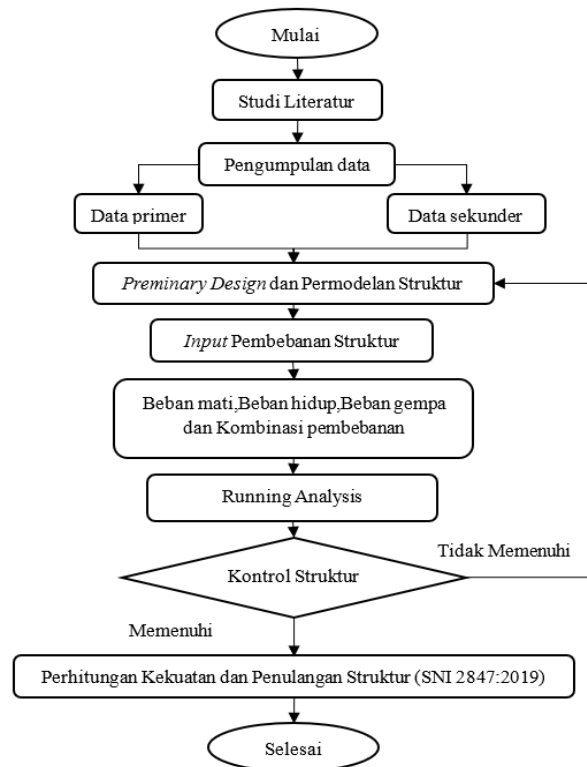 Mulai
Studi Literatur
Pengumpulan data
Data primer
Data sekunder
Preminary Design dan Permodelan Struktur
Input Pembebanan Struktur
Beban mati,Beban hidup,Beban gempa
dan Kombinasi pembebanan
Running Analysis
Kontrol Struktur
Tidak Memenuhi
Memenuhi
Perhitungan Kekuatan dan Penulangan Struktur (SNI 2847:2019)
Selesai